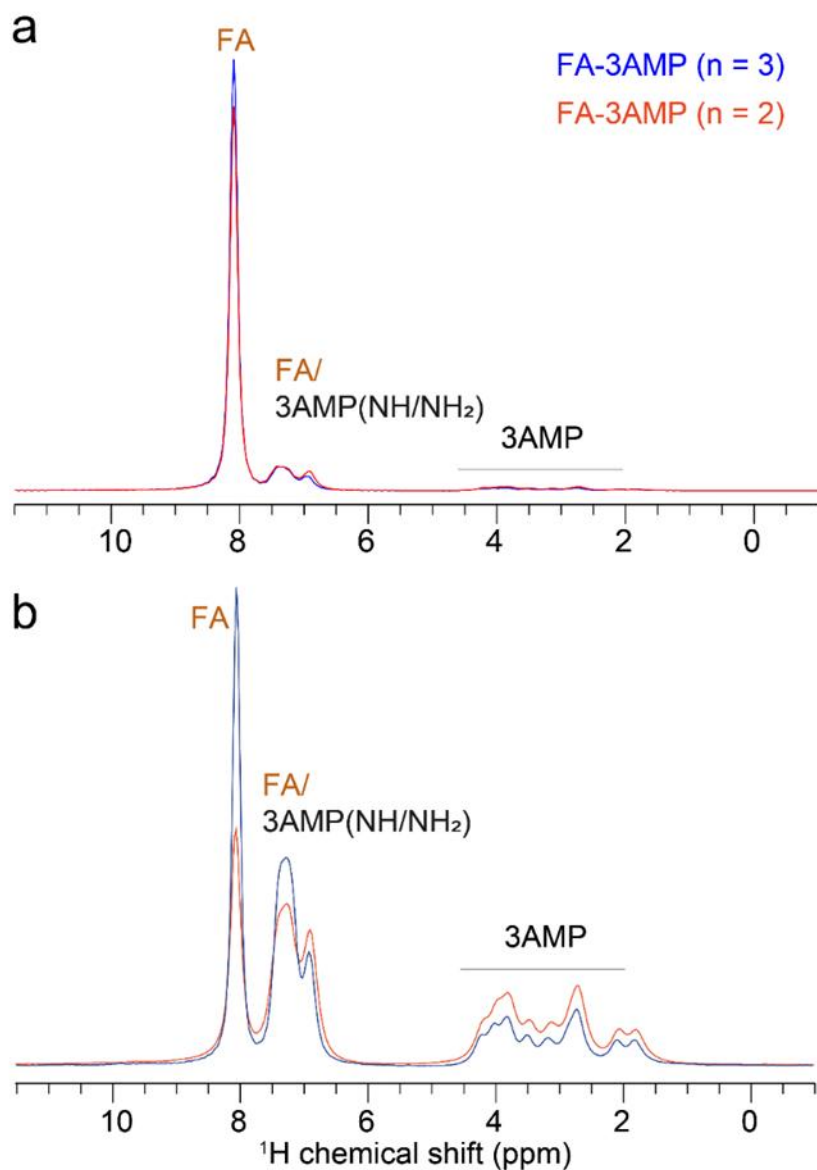 a
FA
FA-3AMP (n = 3)
FA-3AMP (n = 2)
FA/
3AMP(NH/NH₂)
3AMP
10 8 6 4 2 0
b
FA
FA/
3AMP(NH/NH₂)
3AMP
10 8 6 4 2 0
¹H chemical shift (ppm)